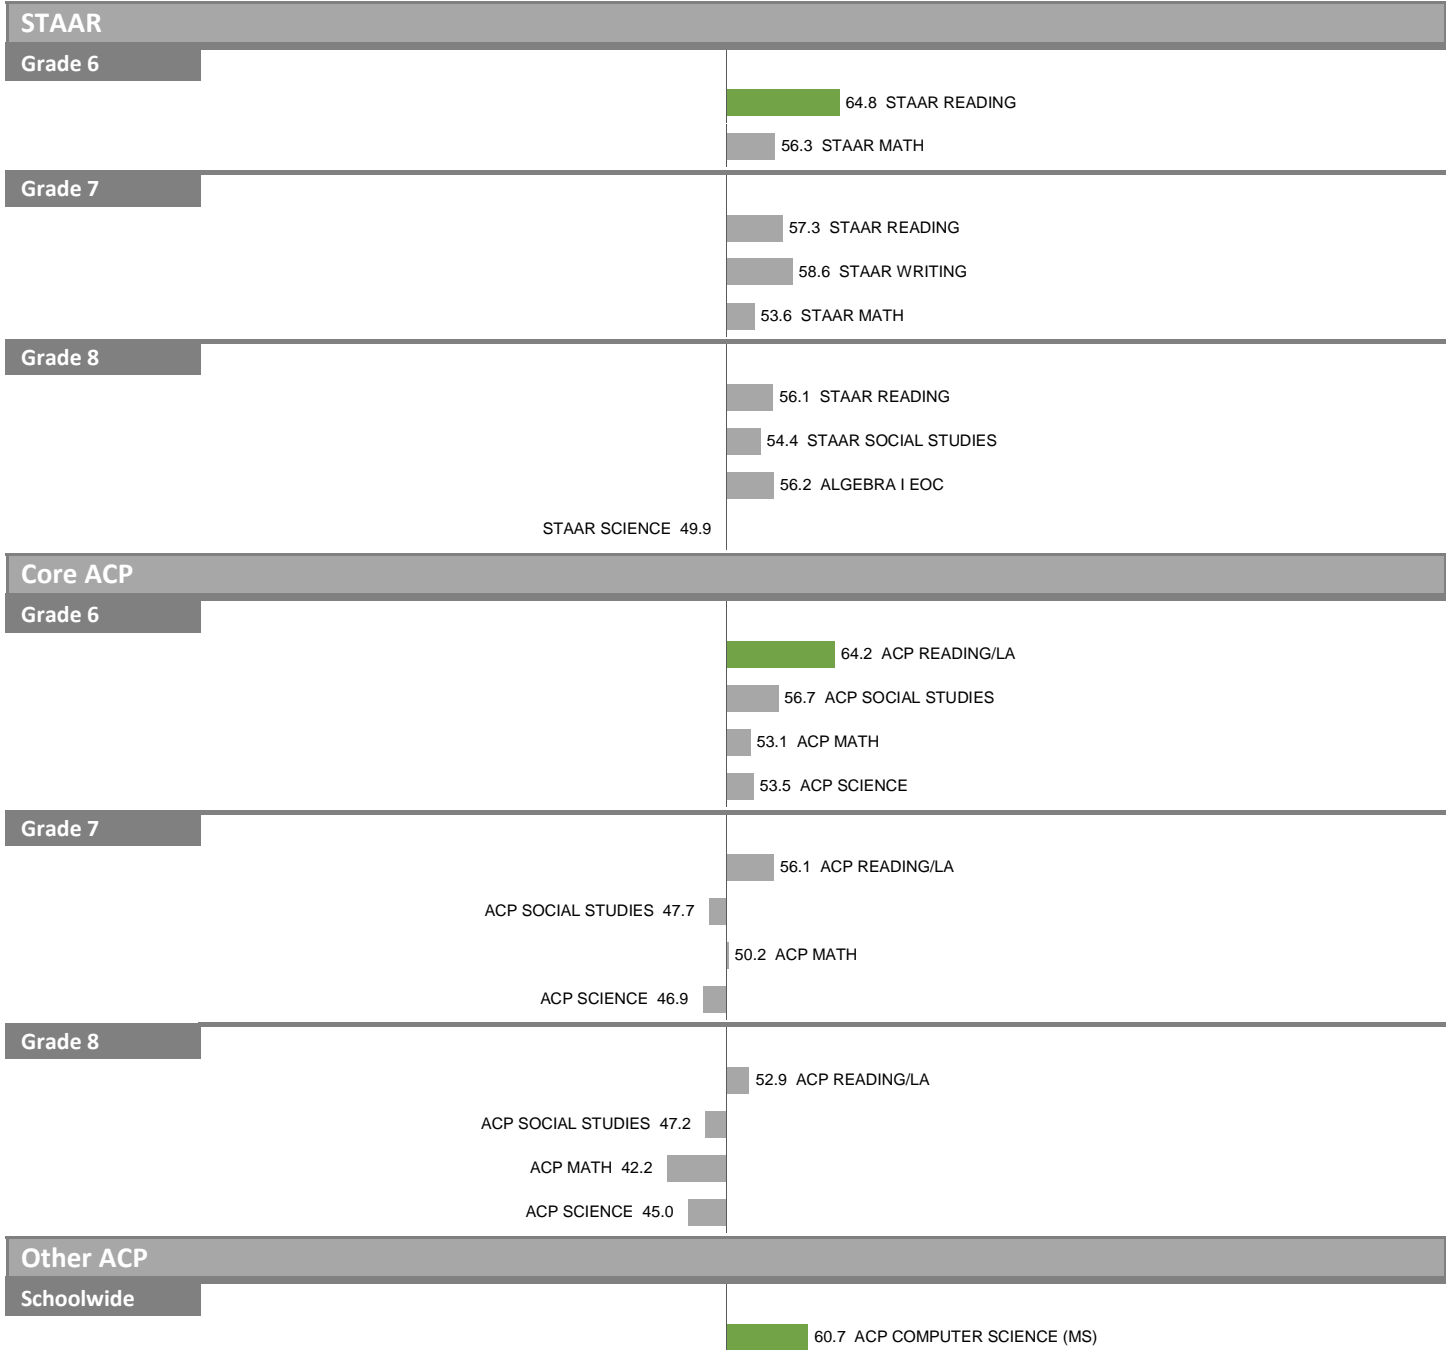 STAAR
Grade 6
64.8 STAAR READING
56.3 STAAR MATH
Grade 7
57.3 STAAR READING
58.6 STAAR WRITING
53.6 STAAR MATH
Grade 8
56.1 STAAR READING
54.4 STAAR SOCIAL STUDIES
56.2 ALGEBRA I EOC
STAAR SCIENCE 49.9
Core ACP
Grade 6
64.2 ACP READING/LA
56.7 ACP SOCIAL STUDIES
53.1 ACP MATH
53.5 ACP SCIENCE
Grade 7
56.1 ACP READING/LA
ACP SOCIAL STUDIES 47.7
50.2 ACP MATH
ACP SCIENCE 46.9
Grade 8
52.9 ACP READING/LA
ACP SOCIAL STUDIES 47.2
ACP MATH 42.2
ACP SCIENCE 45.0
Other ACP
Schoolwide
60.7 ACP COMPUTER SCIENCE (MS)